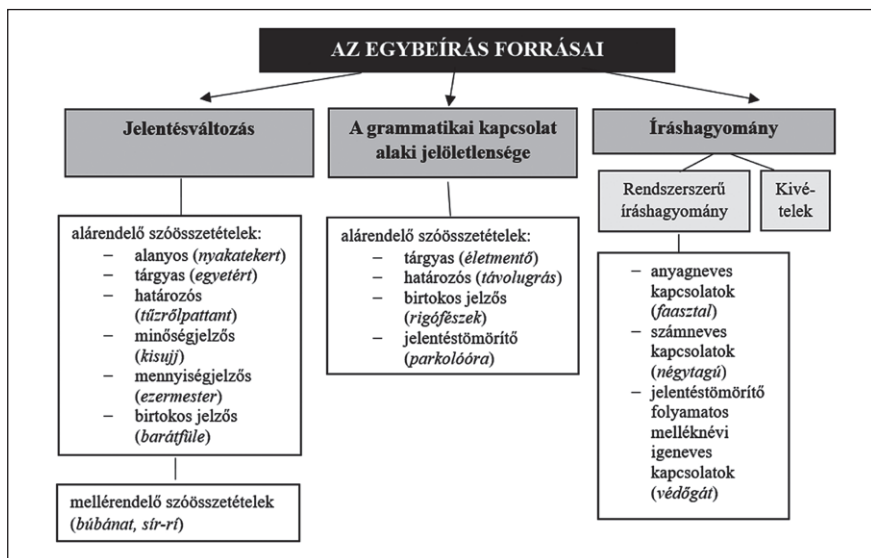 AZ EGYBEÍRÁS FORRÁSAI
Jelentésváltozás
alárendelő szóösszetételek:
– alanyos (nyakatekert)
– tárgyas (egyetért)
– határozós
(tűzrőlpattant)
– minőségjelzős
(kisujj)
– mennyiségjelzős
(ezermester)
– birtokos jelzős
(barátfüle)
mellérendelő szóösszetételek
(búbánat, sír-rí)
A grammatikai kapcsolat
alaki jelöletlensége
alárendelő szóösszetételek:
– tárgyas (életmentő)
– határozós (távolugrás)
– birtokos jelzős
(rigófészek)
– jelentéstömörítő
(parkolóóra)
Íráshagyomány
Rendszerszerű
íráshagyomány
Kivé-
telek
– anyagneves
kapcsolatok
(faasztal)
– számneves
kapcsolatok
(négytagú)
– jelentéstömörítő
folyamatos
melléknévi
igeneves
kapcsolatok
(védőgát)